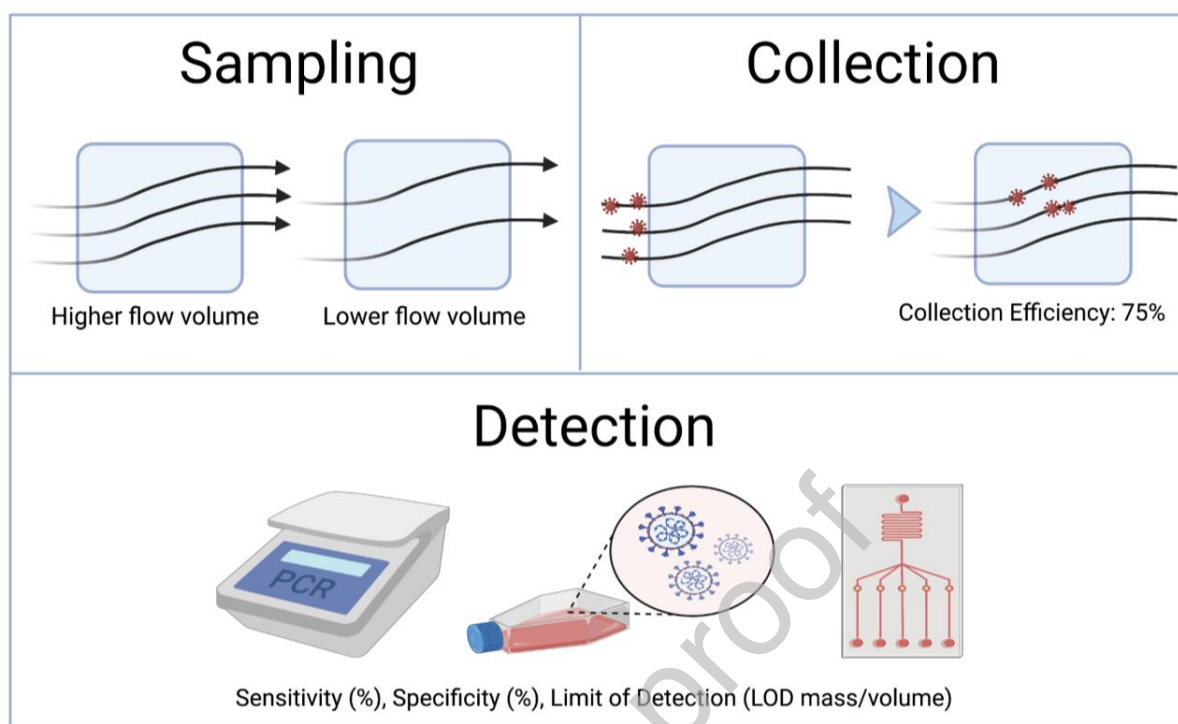 Sampling
Collection
Higher flow volume
Lower flow volume
Collection Efficiency: 75%
Detection
PCR
proof
Sensitivity (%), Specificity (%), Limit of Detection (LOD mass/volume)